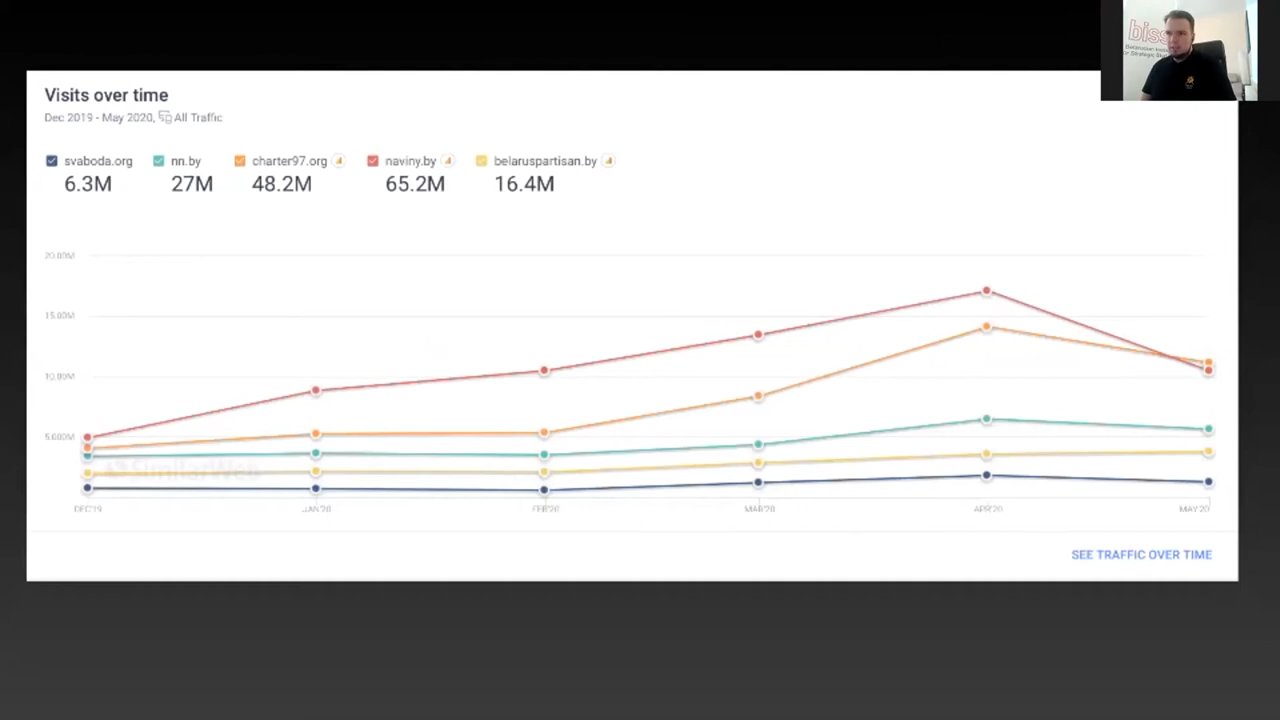 Visits over time
Dec 2019 - May 2020, All Traffic
svaboda.org nn.by charter97.org naviny.by belaruspartisan.by
6.3M 27M 48.2M 65.2M 16.4M
20.00M
15.00M
10.00M
5.000M
SimilarWeb
DEC'19 JAN'20 FEB'20 MAR'20 APR'20 MAY'20
SEE TRAFFIC OVER TIME